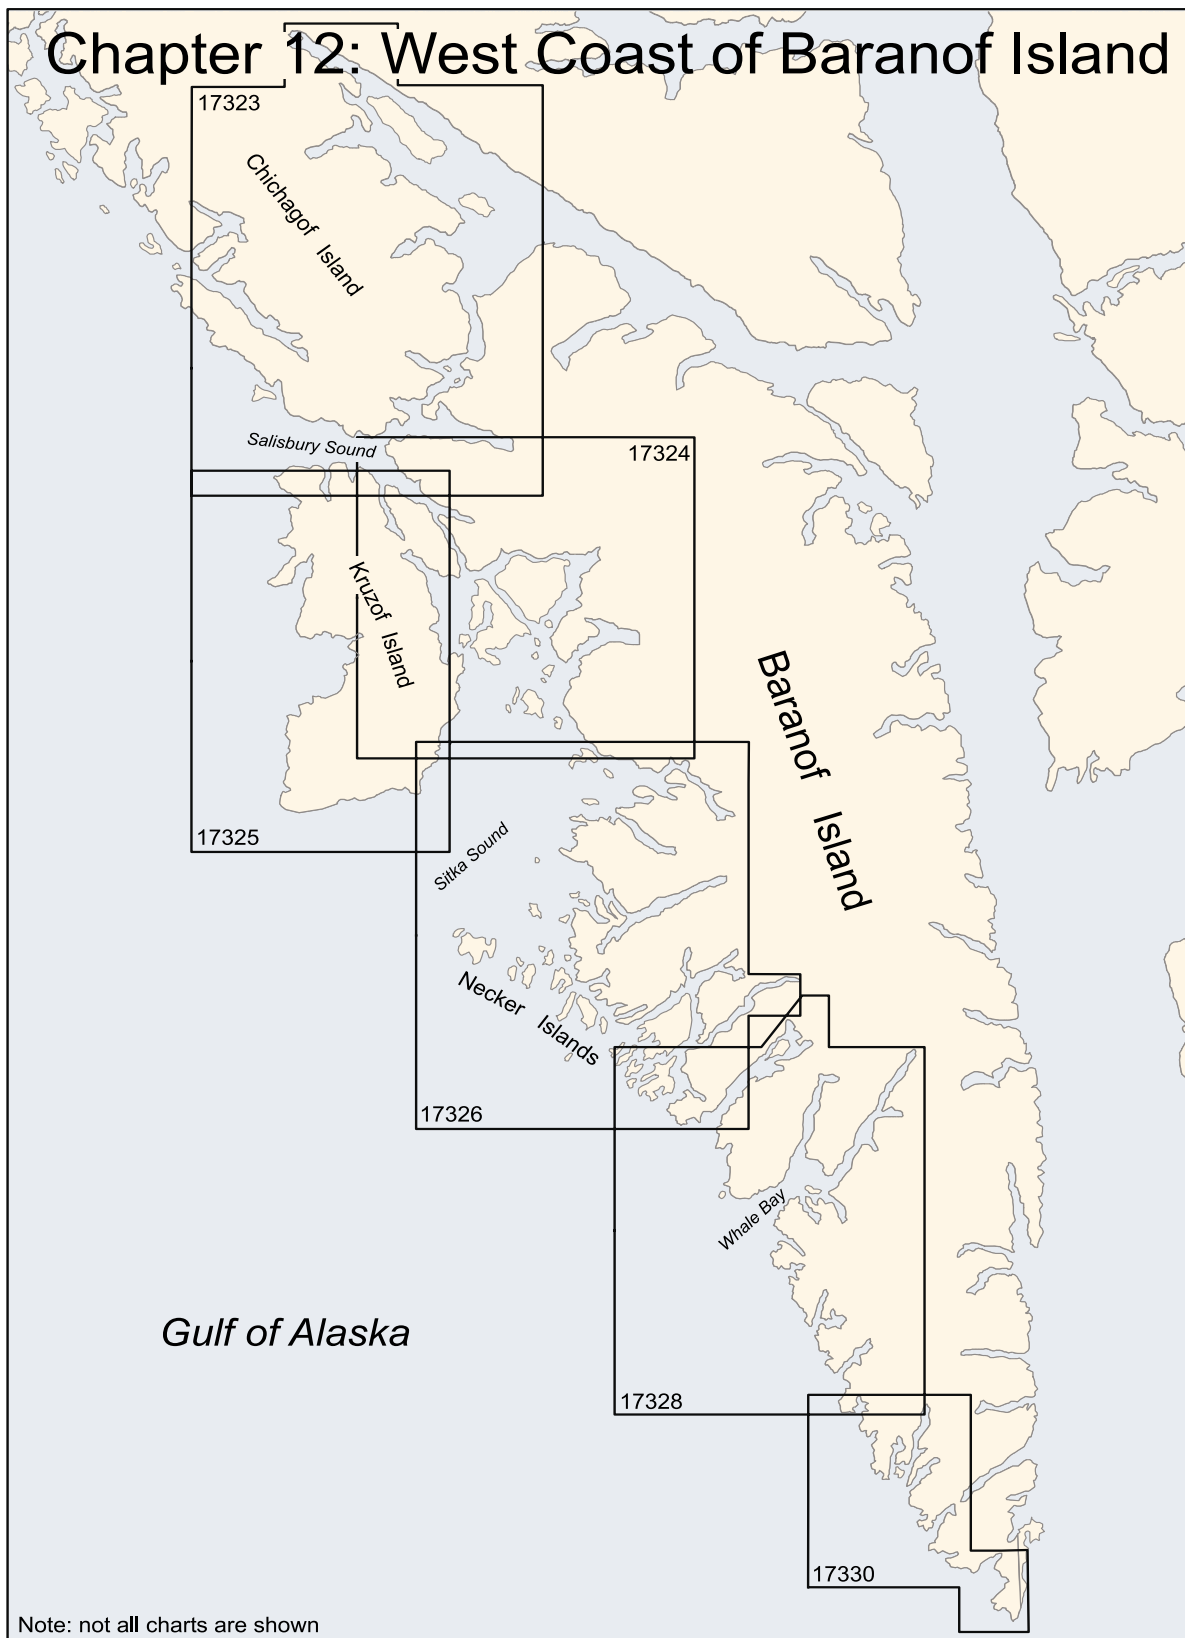 Chapter 12: West Coast of Baranof Island
17323
Chichagof Island
Salisbury Sound
17324
Kruzof Island
Baranof Island
17325
Sitka Sound
Necker Islands
17326
Whale Bay
Gulf of Alaska
17328
17330
Note: not all charts are shown